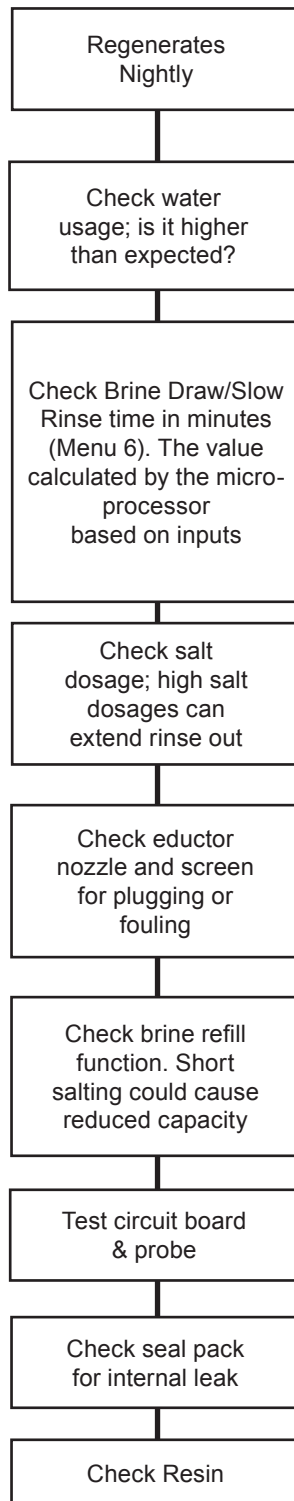 Regenerates
Nightly
Check water
usage; is it higher
than expected?
Check Brine Draw/Slow
Rinse time in minutes
(Menu 6). The value
calculated by the micro-
processor
based on inputs
Check salt
dosage; high salt
dosages can
extend rinse out
Check eductor
nozzle and screen
for plugging or
fouling
Check brine refill
function. Short
salting could cause
reduced capacity
Test circuit board
& probe
Check seal pack
for internal leak
Check Resin